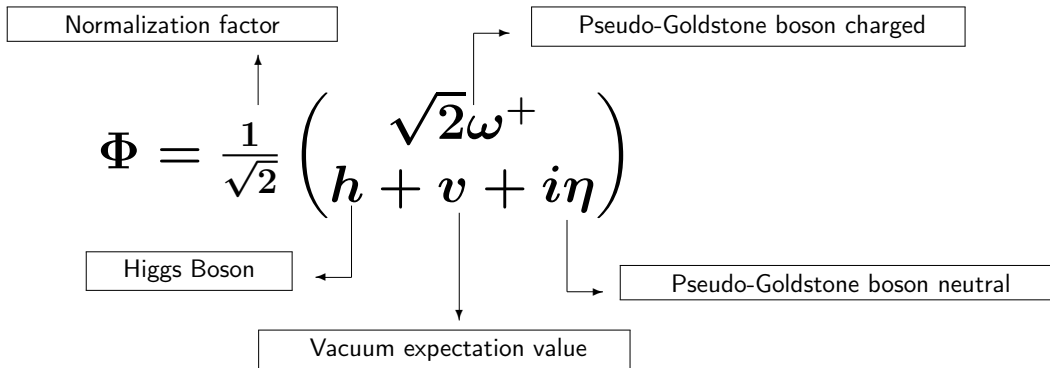 Normalization factor
Pseudo-Goldstone boson charged
Φ = 1/√2 ( √2ω⁺
h + v + iη )
Higgs Boson
Pseudo-Goldstone boson neutral
Vacuum expectation value